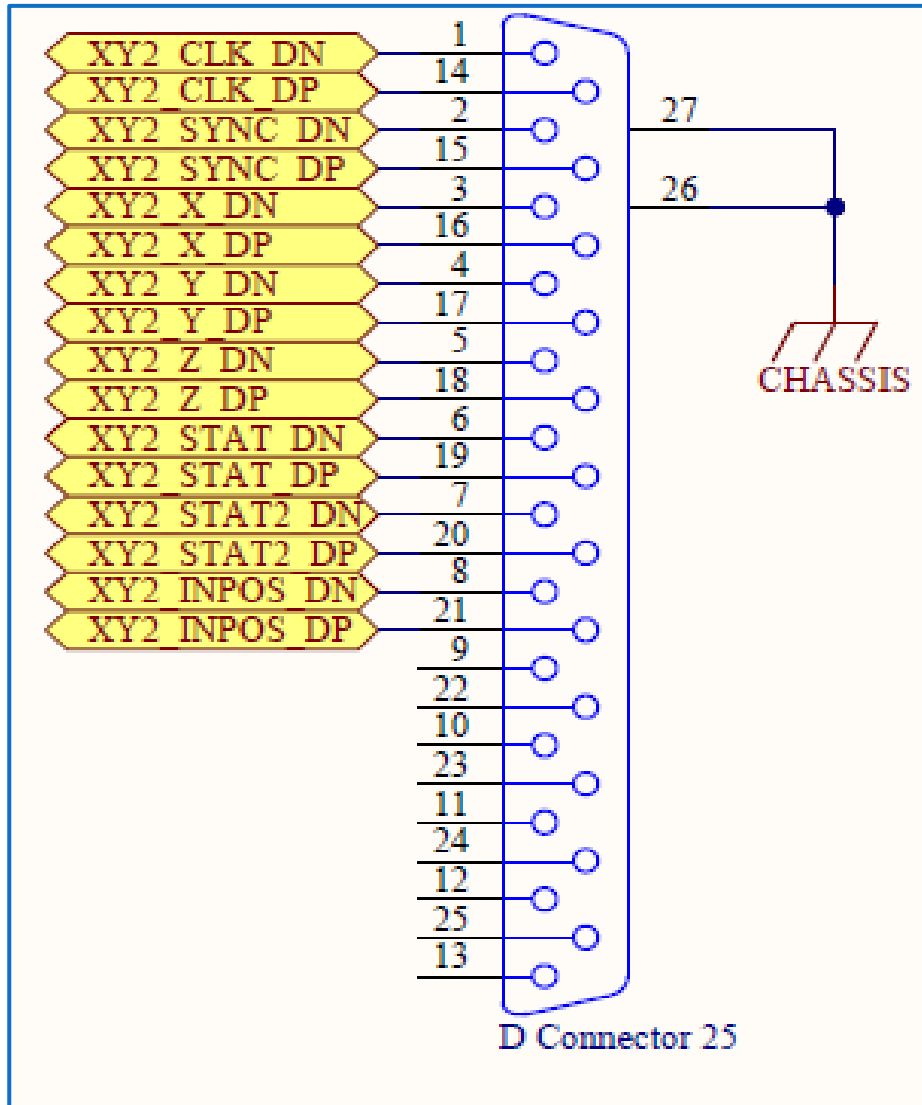 XY2_CLK_DN 1
XY2_CLK_DP 14
XY2_SYNC_DN 2
27
XY2_SYNC_DP 15
XY2_X_DN 3
26
XY2_X_DP 16
XY2_Y_DN 4
XY2_Y_DP 17
XY2_Z_DN 5
CHASSIS
XY2_Z_DP 18
XY2_STAT_DN 6
XY2_STAT_DP 19
XY2_STAT2_DN 7
XY2_STAT2_DP 20
XY2_INPOS_DN 8
XY2_INPOS_DP 21
9
22
10
23
11
24
12
25
13
D Connector 25